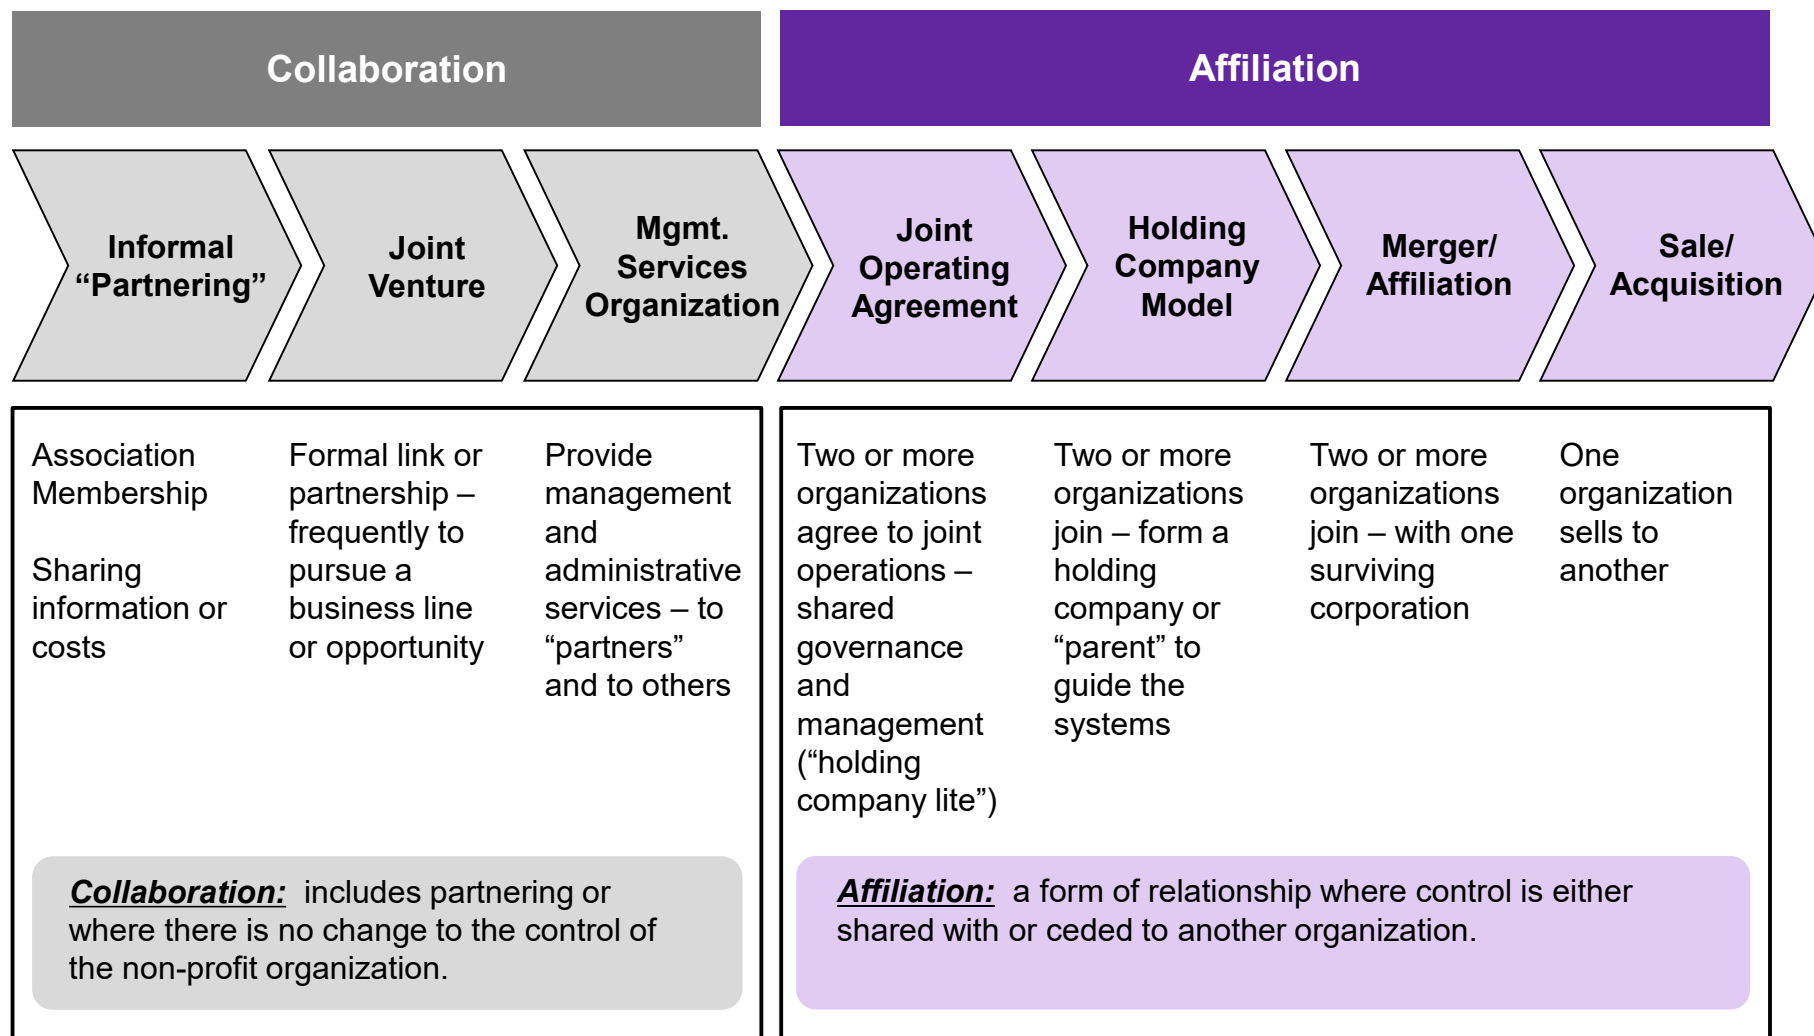 Collaboration
Affiliation
Informal
“Partnering”
Joint
Venture
Mgmt.
Services
Organization
Joint
Operating
Agreement
Holding
Company
Model
Merger/
Affiliation
Sale/
Acquisition
Association
Membership
Sharing
information or
costs
Formal link or
partnership –
frequently to
pursue a
business line
or opportunity
Provide
management
and
administrative
services – to
“partners”
and to others
Two or more
organizations
agree to joint
operations –
shared
governance
and
management
(“holding
company lite”)
Two or more
organizations
join – form a
holding
company or
“parent” to
guide the
systems
Two or more
organizations
join – with one
surviving
corporation
One
organization
sells to
another
Collaboration: includes partnering or
where there is no change to the control of
the non-profit organization.
Affiliation: a form of relationship where control is either
shared with or ceded to another organization.